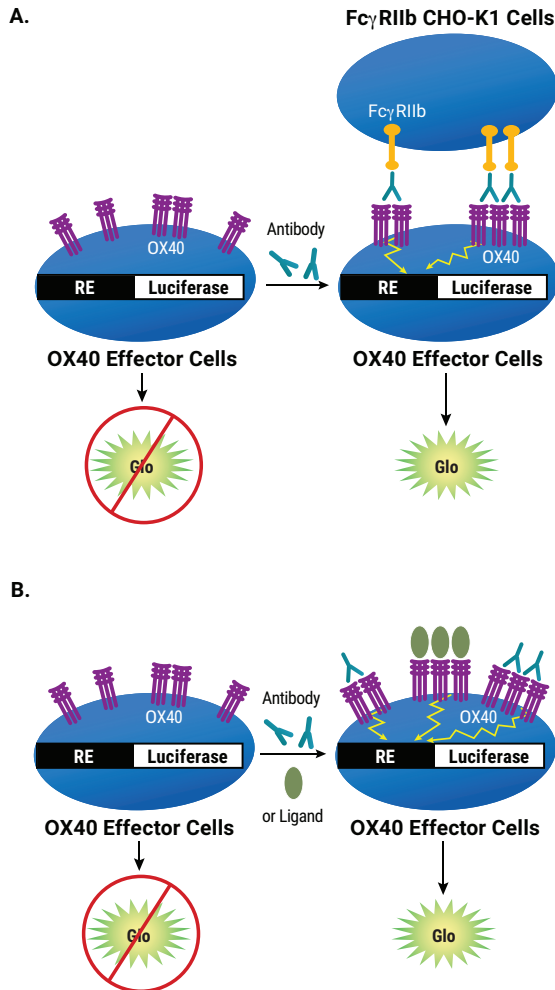 A.
FcγRIIb CHO-K1 Cells
FcγRIIb
OX40
Antibody
OX40
RE
Luciferase
RE
Luciferase
OX40 Effector Cells
OX40 Effector Cells
Glo
Glo
B.
OX40
Antibody
OX40
RE
Luciferase
RE
Luciferase
or Ligand
OX40 Effector Cells
OX40 Effector Cells
Glo
Glo